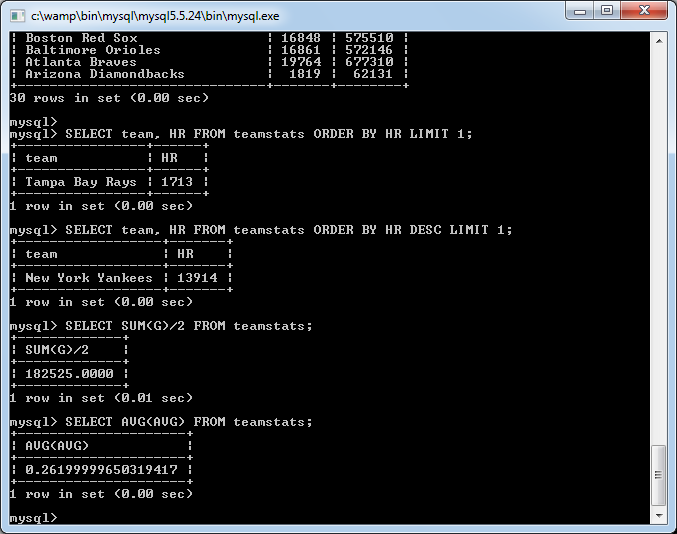 c:\wamp\bin\mysql\mysql5.5.24\bin\mysql.exe
| Boston Red Sox                | 16848 | 575510 |
| Baltimore Orioles             | 16861 | 572146 |
| Atlanta Braves                | 19764 | 677310 |
| Arizona Diamondbacks          |  1819 |  62131 |
+-------------------------------+-------+--------+
30 rows in set (0.00 sec)
mysql>
mysql> SELECT team, HR FROM teamstats ORDER BY HR LIMIT 1;
+----------------+------+
| team           | HR   |
+----------------+------+
| Tampa Bay Rays | 1713 |
+----------------+------+
1 row in set (0.00 sec)
mysql> SELECT team, HR FROM teamstats ORDER BY HR DESC LIMIT 1;
+------------------+-------+
| team             | HR    |
+------------------+-------+
| New York Yankees | 13914 |
+------------------+-------+
1 row in set (0.00 sec)
mysql> SELECT SUM(G)/2 FROM teamstats;
+-------------+
| SUM(G)/2    |
+-------------+
| 182525.0000 |
+-------------+
1 row in set (0.01 sec)
mysql> SELECT AVG(AVG) FROM teamstats;
+---------------------+
| AVG(AVG)            |
+---------------------+
| 0.26199999650319417 |
+---------------------+
1 row in set (0.00 sec)
mysql>